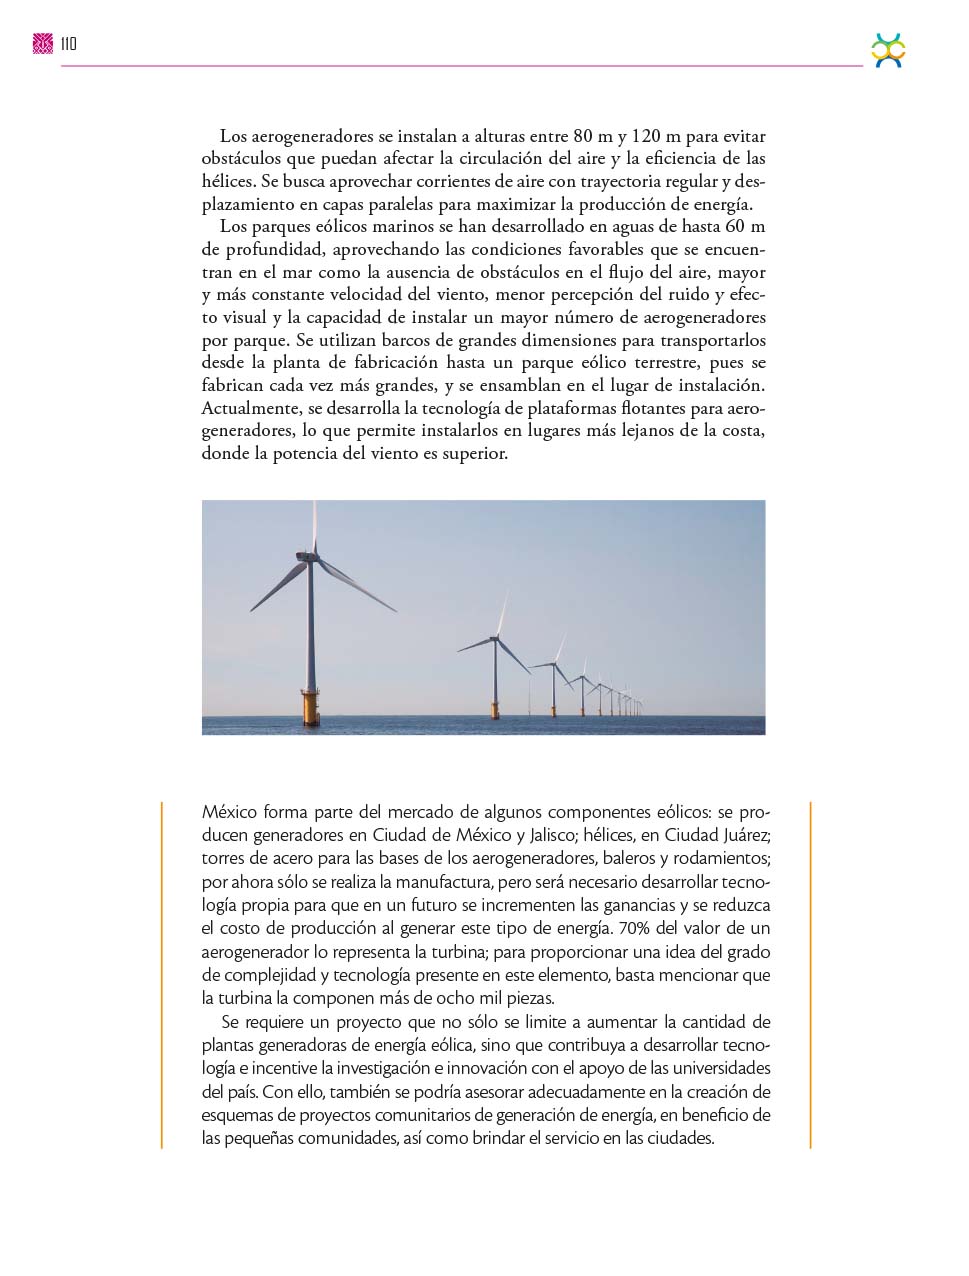 110
Los aerogeneradores se instalan a alturas entre 80 m y 120 m para evitar
obstáculos que puedan afectar la circulación del aire y la eficiencia de las
hélices. Se busca aprovechar corrientes de aire con trayectoria regular y des-
plazamiento en capas paralelas para maximizar la producción de energía.
Los parques eólicos marinos se han desarrollado en aguas de hasta 60 m
de profundidad, aprovechando las condiciones favorables que se encuen-
tran en el mar como la ausencia de obstáculos en el flujo del aire, mayor
y más constante velocidad del viento, menor percepción del ruido y efec-
to visual y la capacidad de instalar un mayor número de aerogeneradores
por parque. Se utilizan barcos de grandes dimensiones para transportarlos
desde la planta de fabricación hasta un parque eólico terrestre, pues se
fabrican cada vez más grandes, y se ensamblan en el lugar de instalación.
Actualmente, se desarrolla la tecnología de plataformas flotantes para aero-
generadores, lo que permite instalarlos en lugares más lejanos de la costa,
donde la potencia del viento es superior.
México forma parte del mercado de algunos componentes eólicos: se pro-
ducen generadores en Ciudad de México y Jalisco; hélices, en Ciudad Juárez;
torres de acero para las bases de los aerogeneradores, baleros y rodamientos;
por ahora sólo se realiza la manufactura, pero será necesario desarrollar tecno-
logía propia para que en un futuro se incrementen las ganancias y se reduzca
el costo de producción al generar este tipo de energía. 70% del valor de un
aerogenerador lo representa la turbina; para proporcionar una idea del grado
de complejidad y tecnología presente en este elemento, basta mencionar que
la turbina la componen más de ocho mil piezas.
Se requiere un proyecto que no sólo se limite a aumentar la cantidad de
plantas generadoras de energía eólica, sino que contribuya a desarrollar tecno-
logía e incentive la investigación e innovación con el apoyo de las universidades
del país. Con ello, también se podría asesorar adecuadamente en la creación de
esquemas de proyectos comunitarios de generación de energía, en beneficio de
las pequeñas comunidades, así como brindar el servicio en las ciudades.